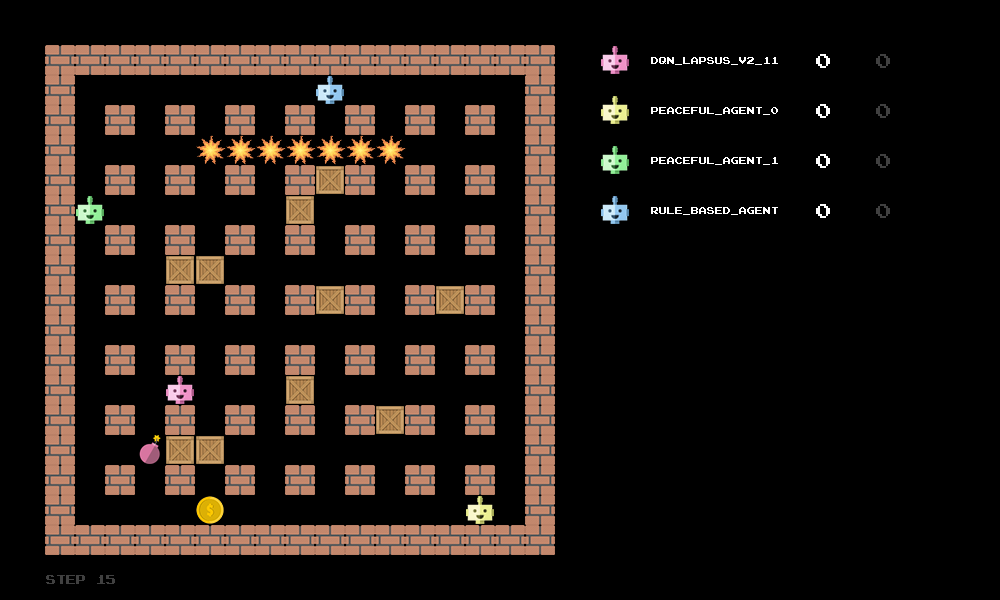 DQN_LAPSUS_V2_11 0 0
PEACEFUL_AGENT_0 0 0
PEACEFUL_AGENT_1 0 0
RULE_BASED_AGENT 0 0
$
STEP 15